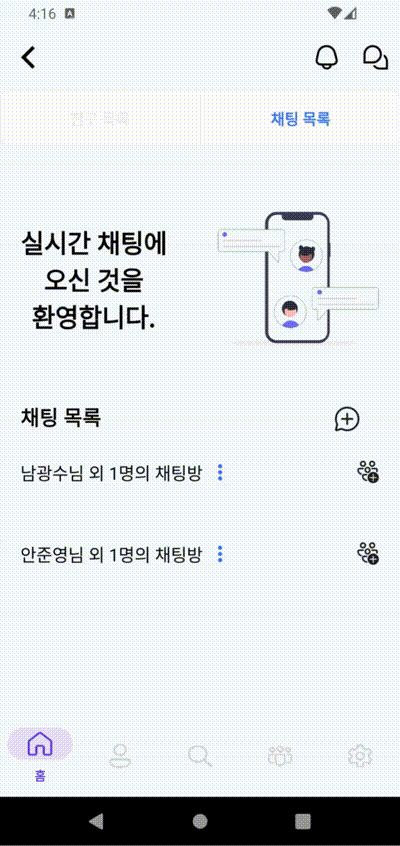 4:16 A
친구 목록
채팅 목록
실시간 채팅에
오신 것을
환영합니다.
채팅 목록
남광수님 외 1명의 채팅방
안준영님 외 1명의 채팅방
홈